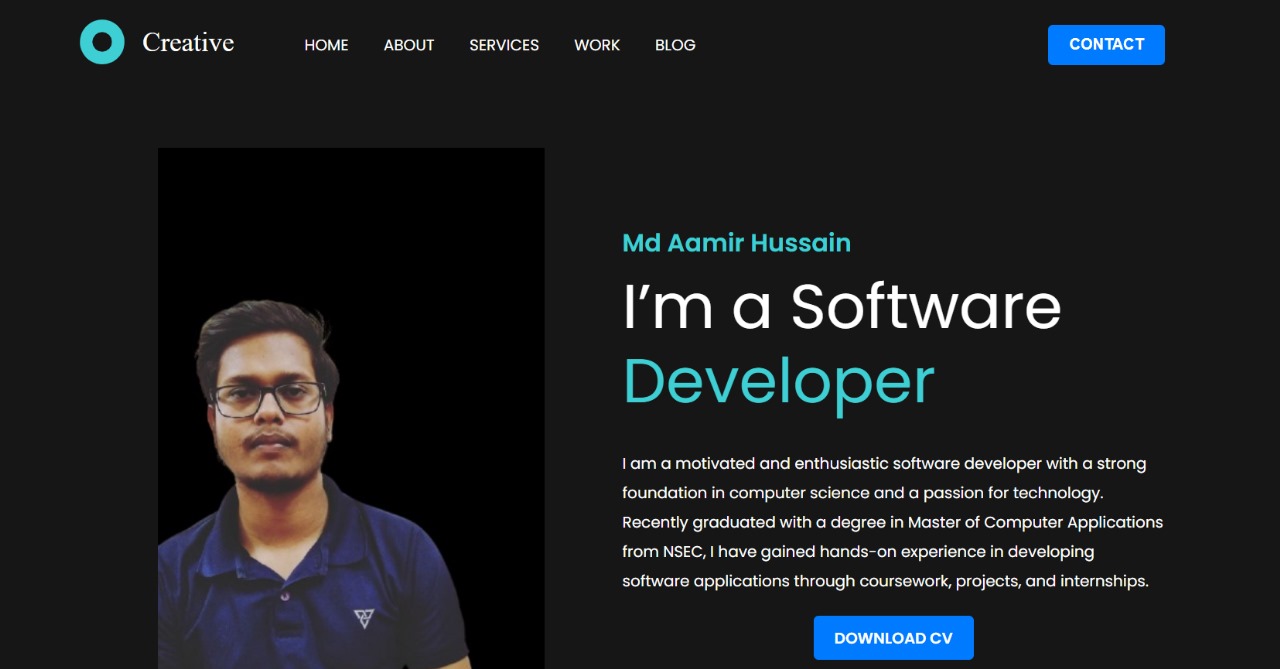 Creative
HOME ABOUT SERVICES WORK BLOG
CONTACT
Md Aamir Hussain
I’m a Software
Developer
I am a motivated and enthusiastic software developer with a strong
foundation in computer science and a passion for technology.
Recently graduated with a degree in Master of Computer Applications
from NSEC, I have gained hands-on experience in developing
software applications through coursework, projects, and internships.
DOWNLOAD CV